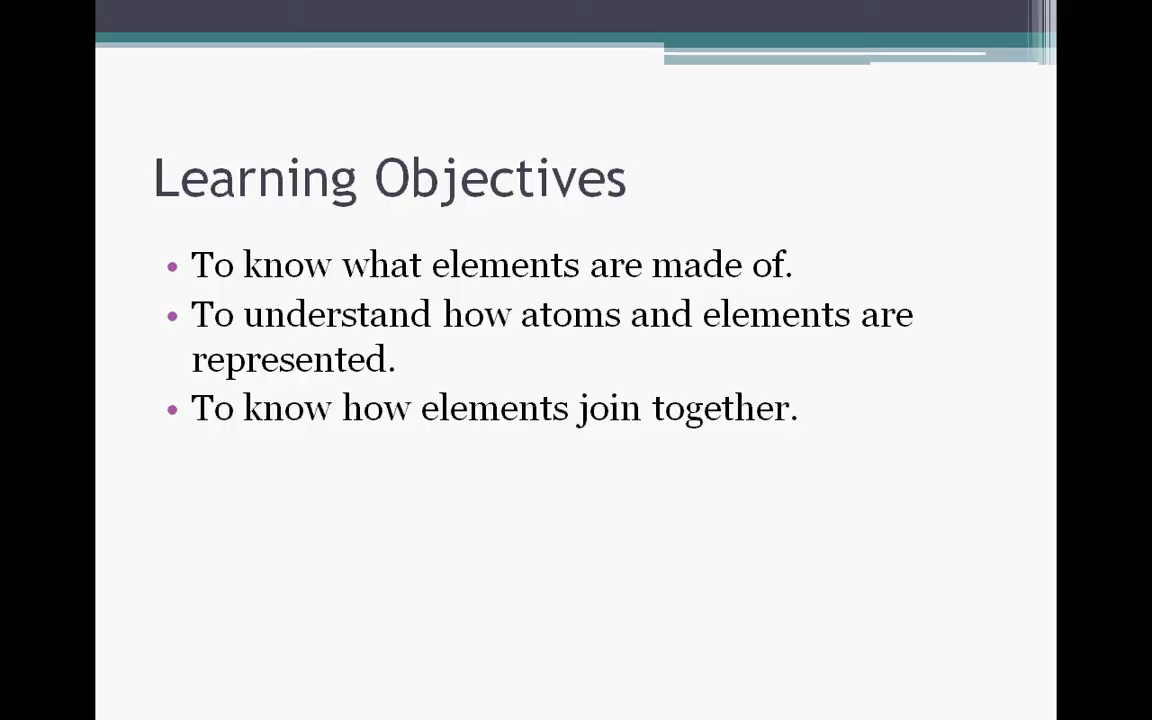 Learning Objectives
• To know what elements are made of.
• To understand how atoms and elements are
represented.
• To know how elements join together.